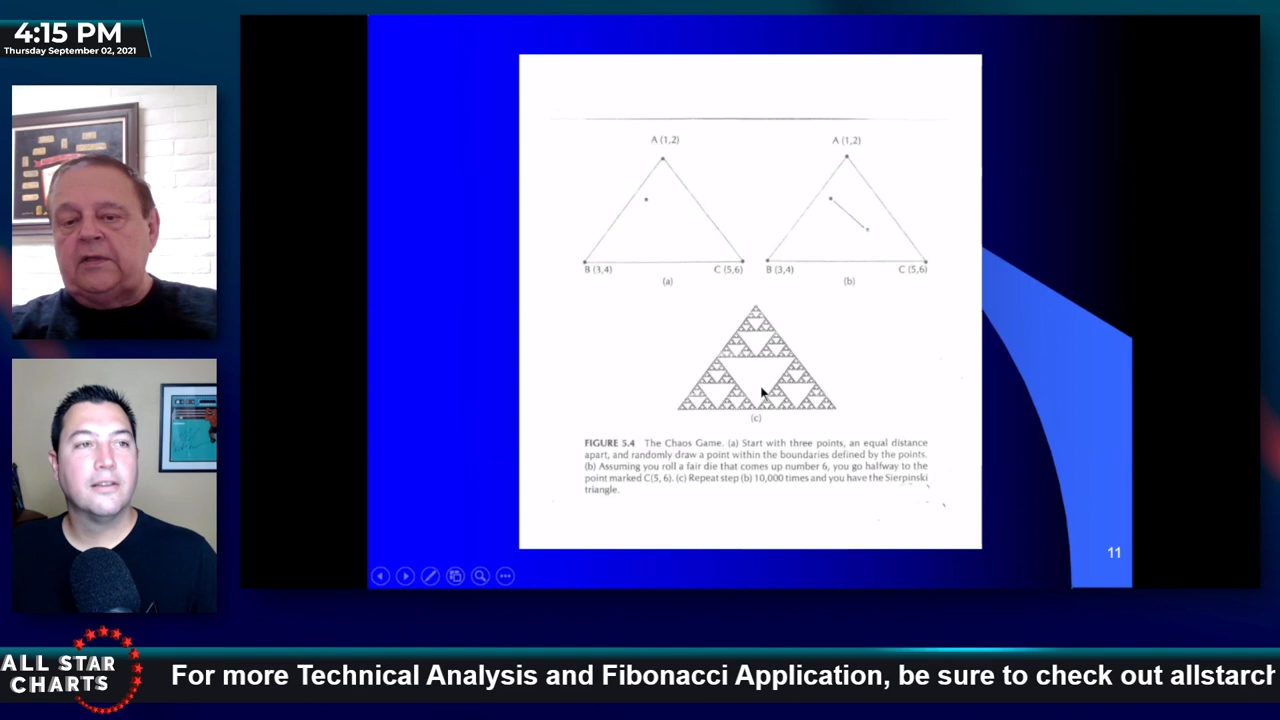 4:15 PM
Thursday September 02, 2021
A (1,2)
A (1,2)
B (3,4)
C (5,6)
B (3,4)
C (5,6)
(a)
(b)
(c)
FIGURE 5.4 The Chaos Game. (a) Start with three points, an equal distance
apart, and randomly draw a point within the boundaries defined by the points.
(b) Assuming you roll a fair die that comes up number 6, you go halfway to the
point marked C(5, 6). (c) Repeat step (b) 10,000 times and you have the Sierpinski
triangle.
11
ALL STAR
CHARTS
For more Technical Analysis and Fibonacci Application, be sure to check out allstarch